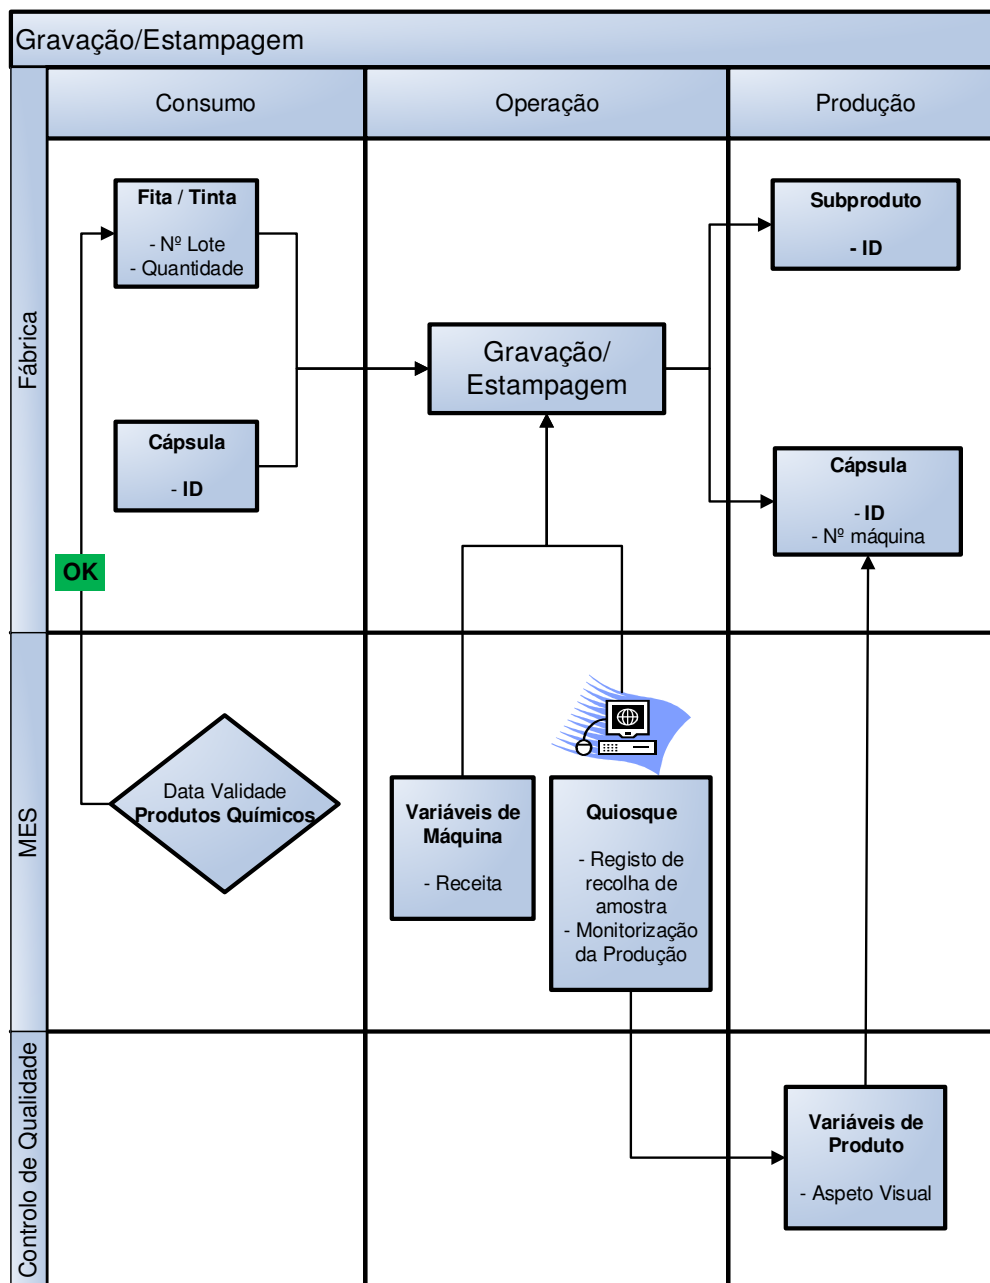 Gravação/Estampagem
Consumo
Operação
Produção
Fábrica
Fita / Tinta
- Nº Lote
- Quantidade
Cápsula
- ID
OK
Gravação/
Estampagem
Subproduto
- ID
Cápsula
- ID
- Nº máquina
MES
Data Validade
Produtos Químicos
Variáveis de
Máquina
- Receita
Quiosque
- Registo de
recolha de
amostra
- Monitorização
da Produção
Controlo de Qualidade
Variáveis de
Produto
- Aspeto Visual